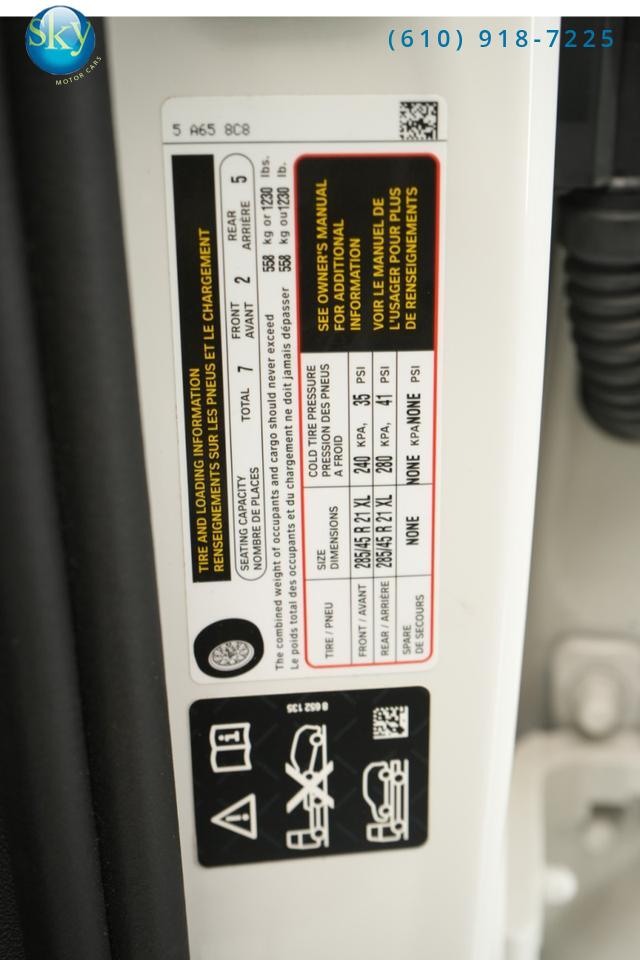 sky
MOTOR CARS
(610) 918-7225
5 A65 8C8
TIRE AND LOADING INFORMATION
RENSEIGNEMENTS SUR LES PNEUS ET LE CHARGEMENT
SEATING CAPACITY
NOMBRE DE PLACES
TOTAL 7
FRONT
AVANT 2
REAR
ARRIÈRE 5
The combined weight of occupants and cargo should never exceed 558 kg or 1230 lbs.
Le poids total des occupants et du chargement ne doit jamais dépasser 558 kg ou 1230 lb.
TIRE / PNEU
SIZE
DIMENSIONS
COLD TIRE PRESSURE
PRESSION DES PNEUS
A FROID
FRONT / AVANT 285/45 R 21 XL 240 KPA, 35 PSI
REAR / ARRIÈRE 285/45 R 21 XL 280 KPA, 41 PSI
SPARE
DE SECOURS
NONE NONE KPA NONE PSI
SEE OWNER'S MANUAL
FOR ADDITIONAL
INFORMATION
VOIR LE MANUEL DE
L'USAGER POUR PLUS
DE RENSEIGNEMENTS
8 652 135